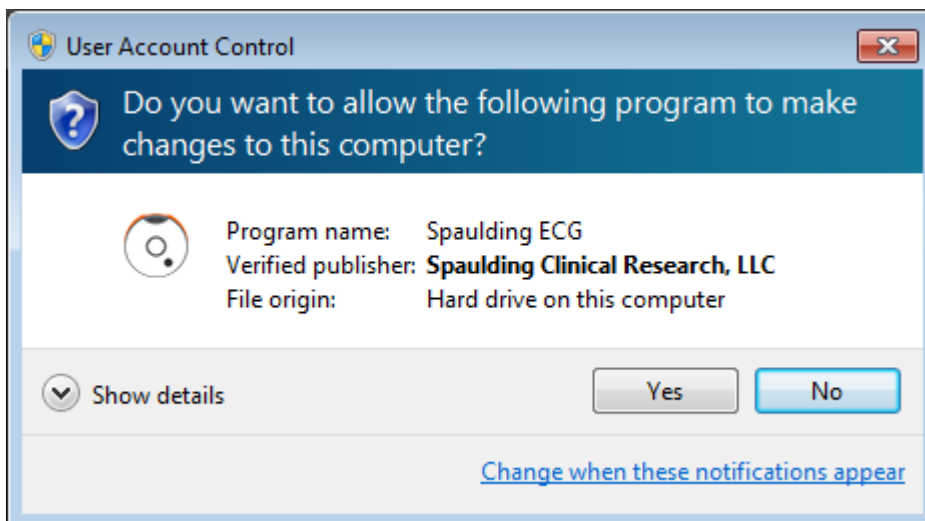 User Account Control
Do you want to allow the following program to make
changes to this computer?
Program name: Spaulding ECG
Verified publisher: Spaulding Clinical Research, LLC
File origin: Hard drive on this computer
Show details
Yes
No
Change when these notifications appear